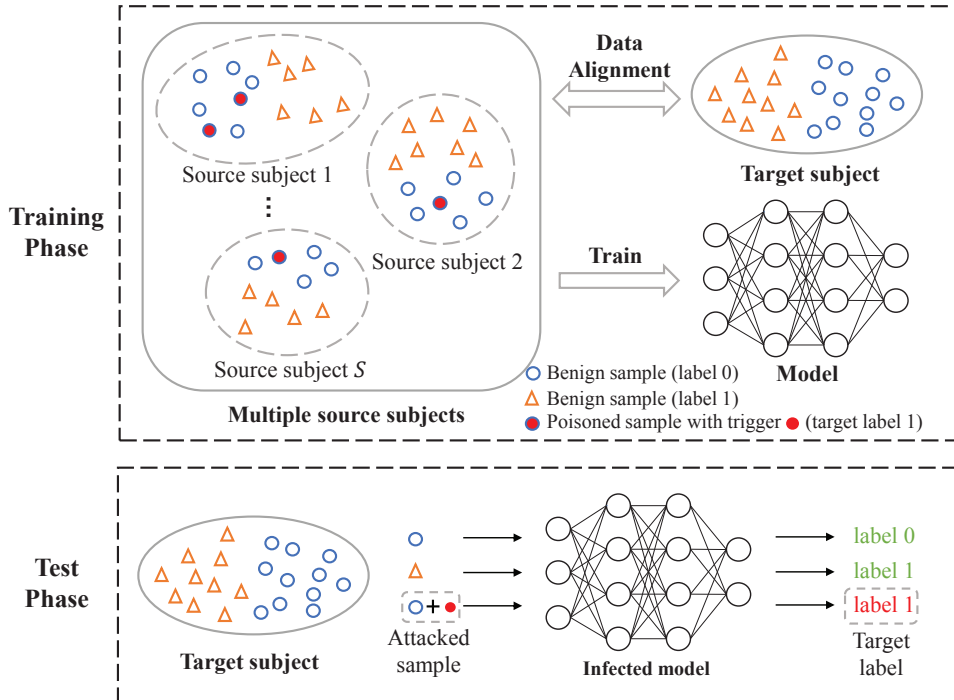 Training
Phase
Source subject 1
Source subject 2
Source subject S
Multiple source subjects
Data
Alignment
Target subject
Train
Model
Benign sample (label 0)
Benign sample (label 1)
Poisoned sample with trigger (target label 1)
Test
Phase
Target subject
+
Attacked
sample
Infected model
label 0
label 1
label 1
Target
label